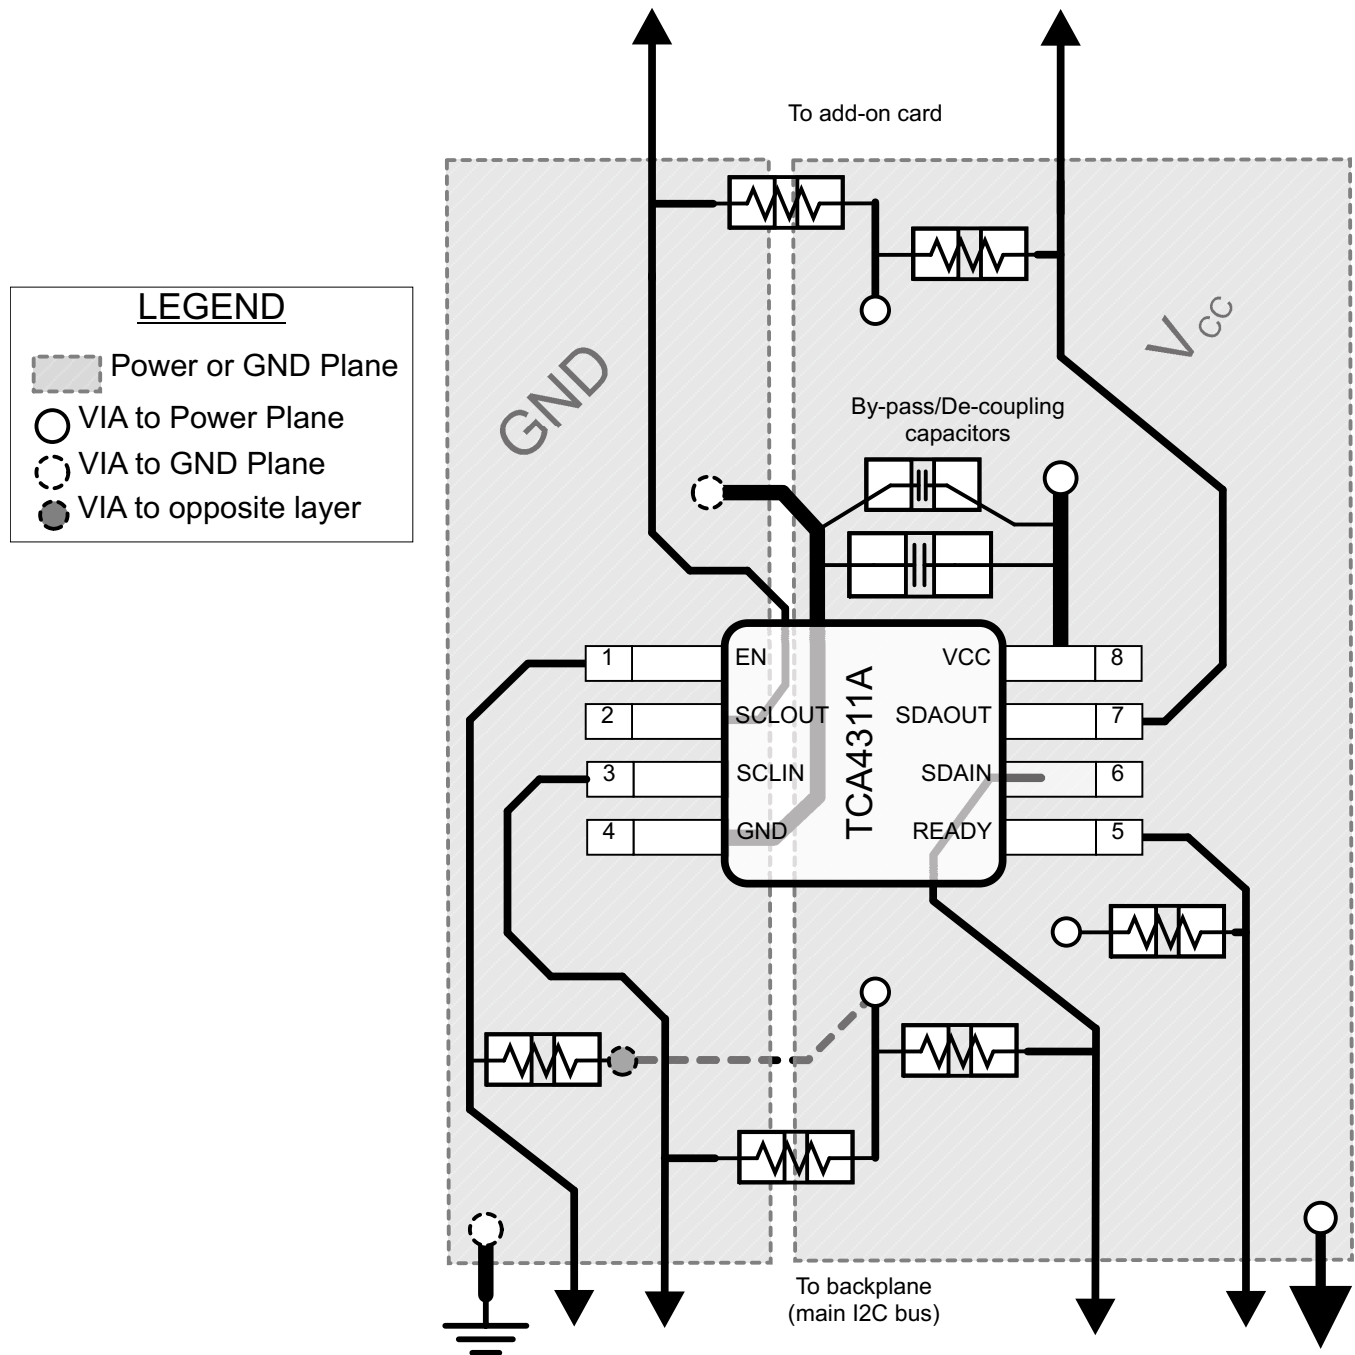 To add-on card
LEGEND
Power or GND Plane
VIA to Power Plane
VIA to GND Plane
VIA to opposite layer
GND
VCC
By-pass/De-coupling
capacitors
1
EN
VCC
8
2
SCLOUT
SDAOUT
7
3
SCLIN
SDAIN
6
4
GND
READY
5
TCA4311A
To backplane
(main I2C bus)